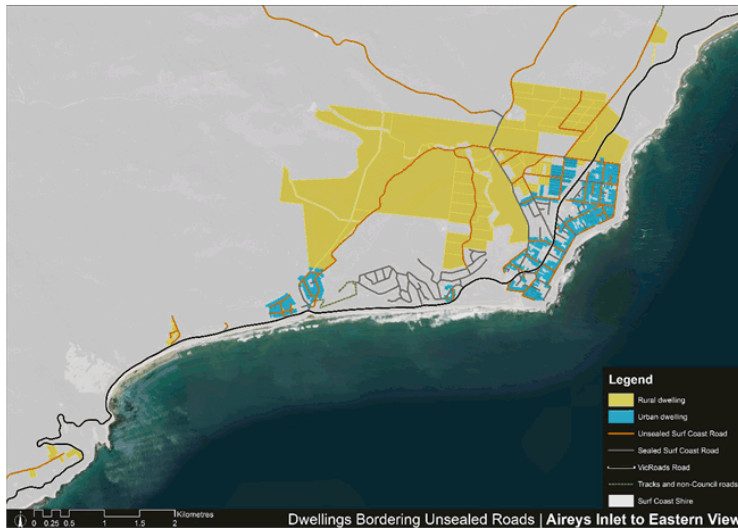 Legend
Rural dwelling
Urban dwelling
Unsealed Surf Coast Road
Sealed Surf Coast Road
VicRoads Road
Tracks and non-Council roads
Surf Coast Shire
Kilometres
0 0.25 0.5 1 1.5 2
Dwellings Bordering Unsealed Roads | Aireys Inlet to Eastern View